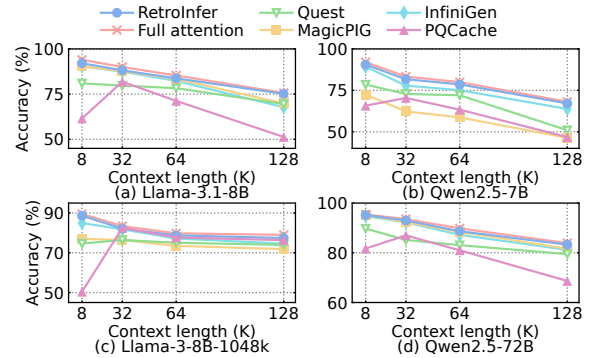 RetroInfer Quest InfiniGen
Full attention MagicPIG PQCache
Accuracy (%)
100
75
50
8 32 64 128
Context length (K)
(a) Llama-3.1-8B
100
75
50
8 32 64 128
Context length (K)
(b) Qwen2.5-7B
Accuracy (%)
90
70
50
8 32 64 128
Context length (K)
(c) Llama-3-8B-1048k
100
80
60
8 32 64 128
Context length (K)
(d) Qwen2.5-72B